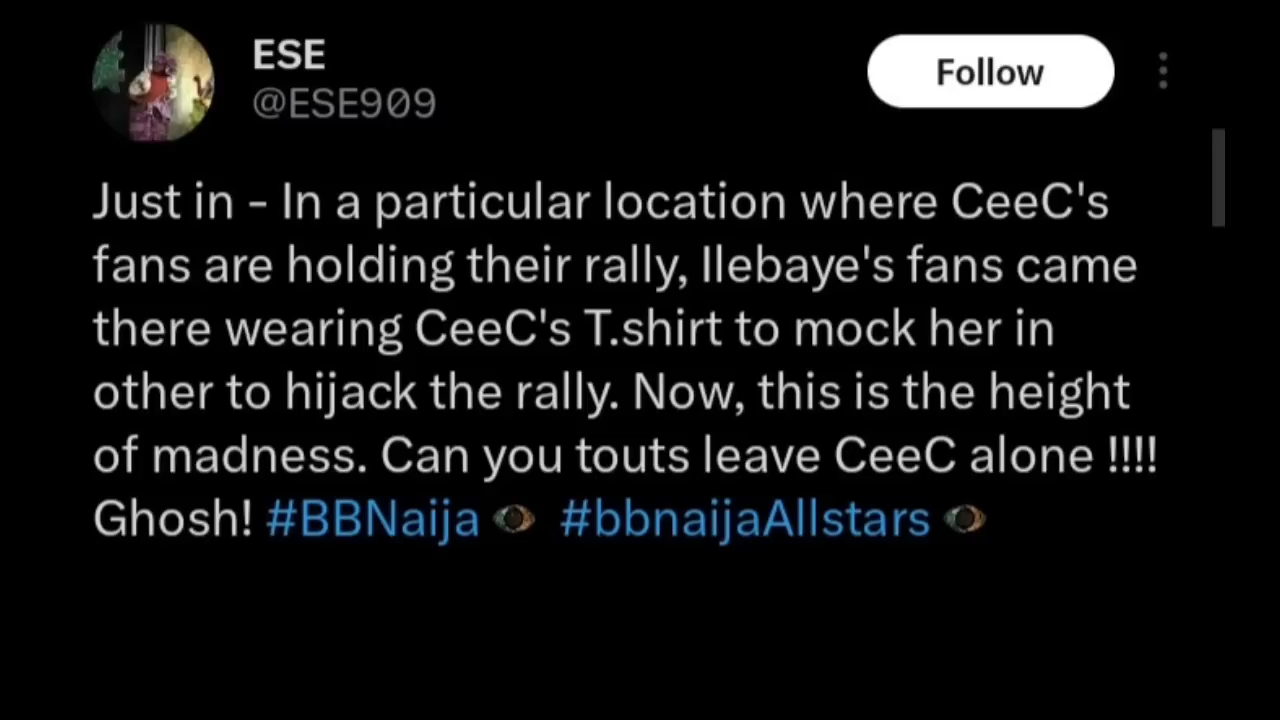 ESE
@ESE909
Follow
Just in - In a particular location where CeeC's
fans are holding their rally, Ilebaye's fans came
there wearing CeeC's T.shirt to mock her in
other to hijack the rally. Now, this is the height
of madness. Can you touts leave CeeC alone !!!!
Ghosh! #BBNaija #bbnaijaAllstars